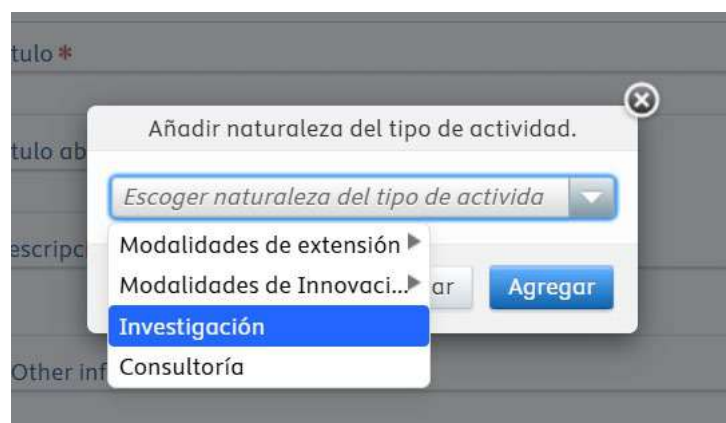 tulo *
Añadir naturaleza del tipo de actividad.
tulo ab
Escoger naturaleza del tipo de activida
Modalidades de extensión
escripc
Modalidades de Innovaci...
ar
Agregar
Investigación
Consultoría
Other inf